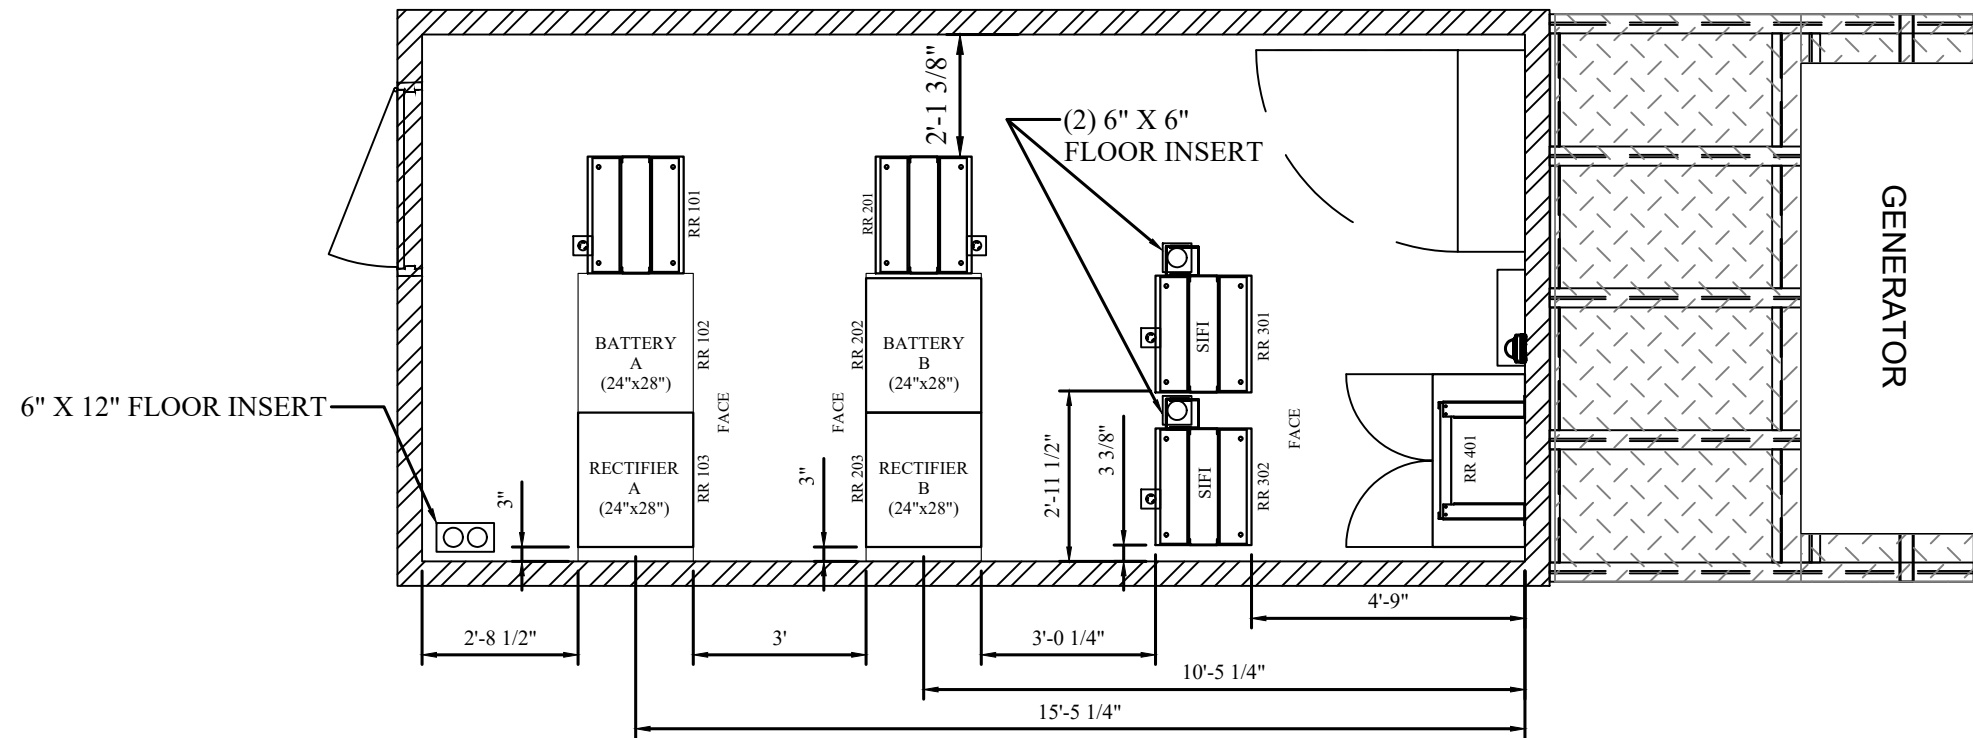 2'-1 3/8"
(2) 6" X 6"
FLOOR INSERT
GENERATOR
RR 101
RR 201
BATTERY
A
(24"x28")
RR 102
RR 202
BATTERY
B
(24"x28")
SIFI
RR 301
6" X 12" FLOOR INSERT
FACE
FACE
FACE
3"
RECTIFIER
A
(24"x28")
RR 103
3"
RR 203
RECTIFIER
B
(24"x28")
2'-11 1/2"
3 3/8"
SIFI
RR 302
RR 401
2'-8 1/2"
3'
3'-0 1/4"
4'-9"
10'-5 1/4"
15'-5 1/4"